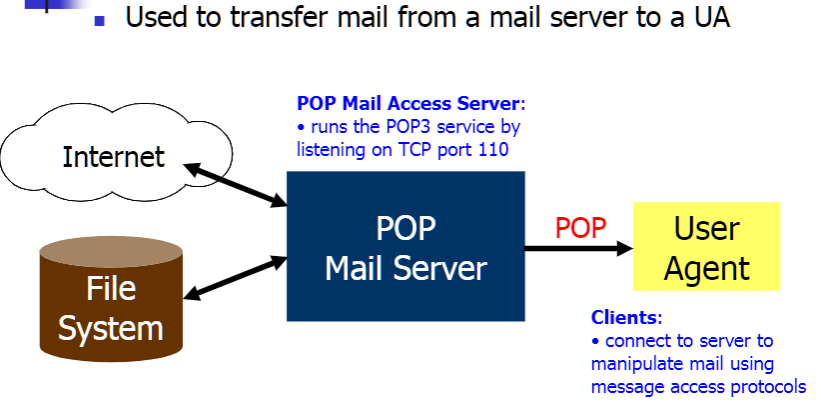 Used to transfer mail from a mail server to a UA
POP Mail Access Server:
• runs the POP3 service by
listening on TCP port 110
Internet
POP
Mail Server
POP
User
Agent
File
System
Clients:
• connect to server to
manipulate mail using
message access protocols